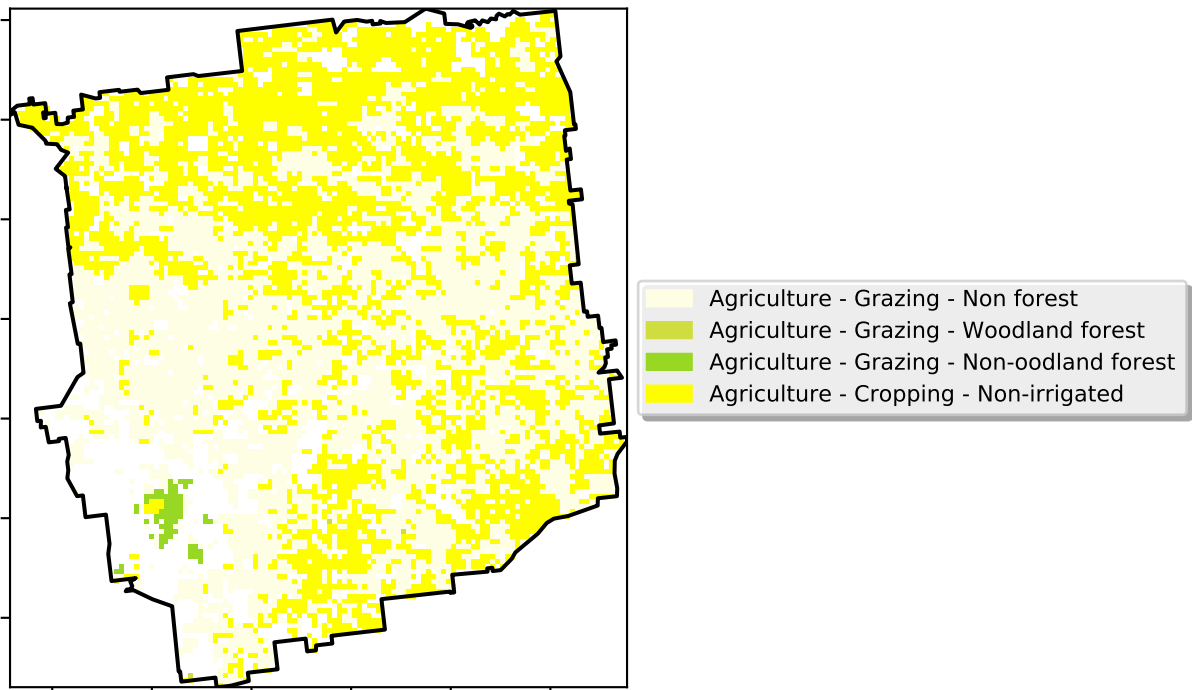 Agriculture - Grazing - Non forest
Agriculture - Grazing - Woodland forest
Agriculture - Grazing - Non-oodland forest
Agriculture - Cropping - Non-irrigated